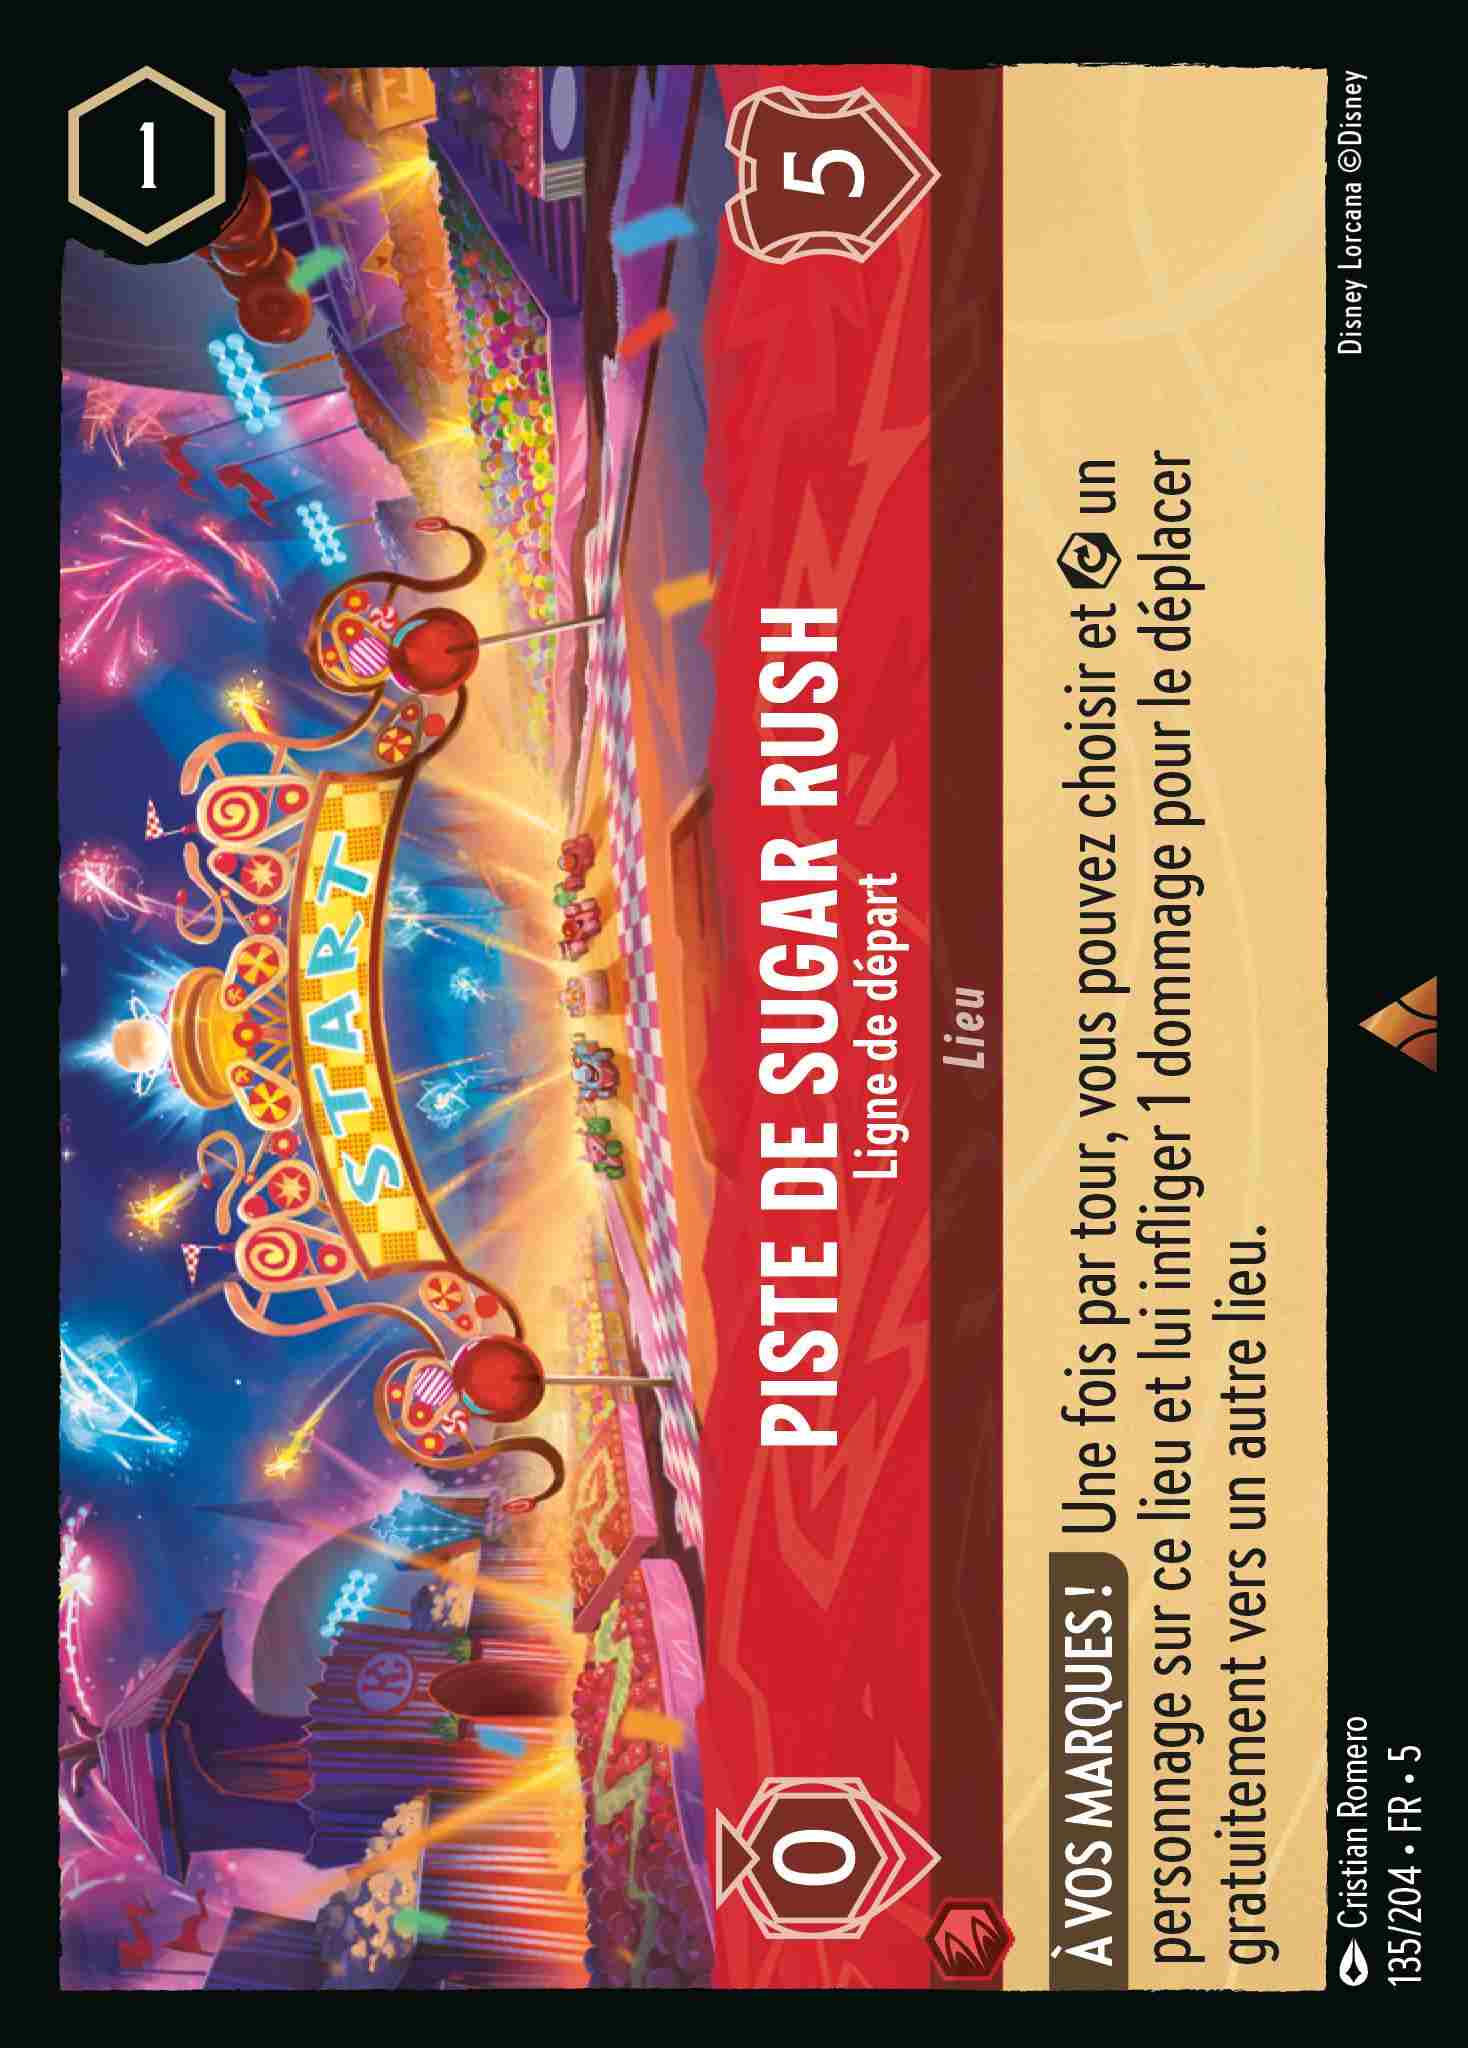 1
START
K
0
PISTE DE SUGAR RUSH
5
Ligne de départ
Lieu
À VOS MARQUES ! Une fois par tour, vous pouvez choisir et un
personnage sur ce lieu et lui infliger 1 dommage pour le déplacer
gratuitement vers un autre lieu.
Cristian Romero
Disney Lorcana ©Disney
135/204 • FR • 5